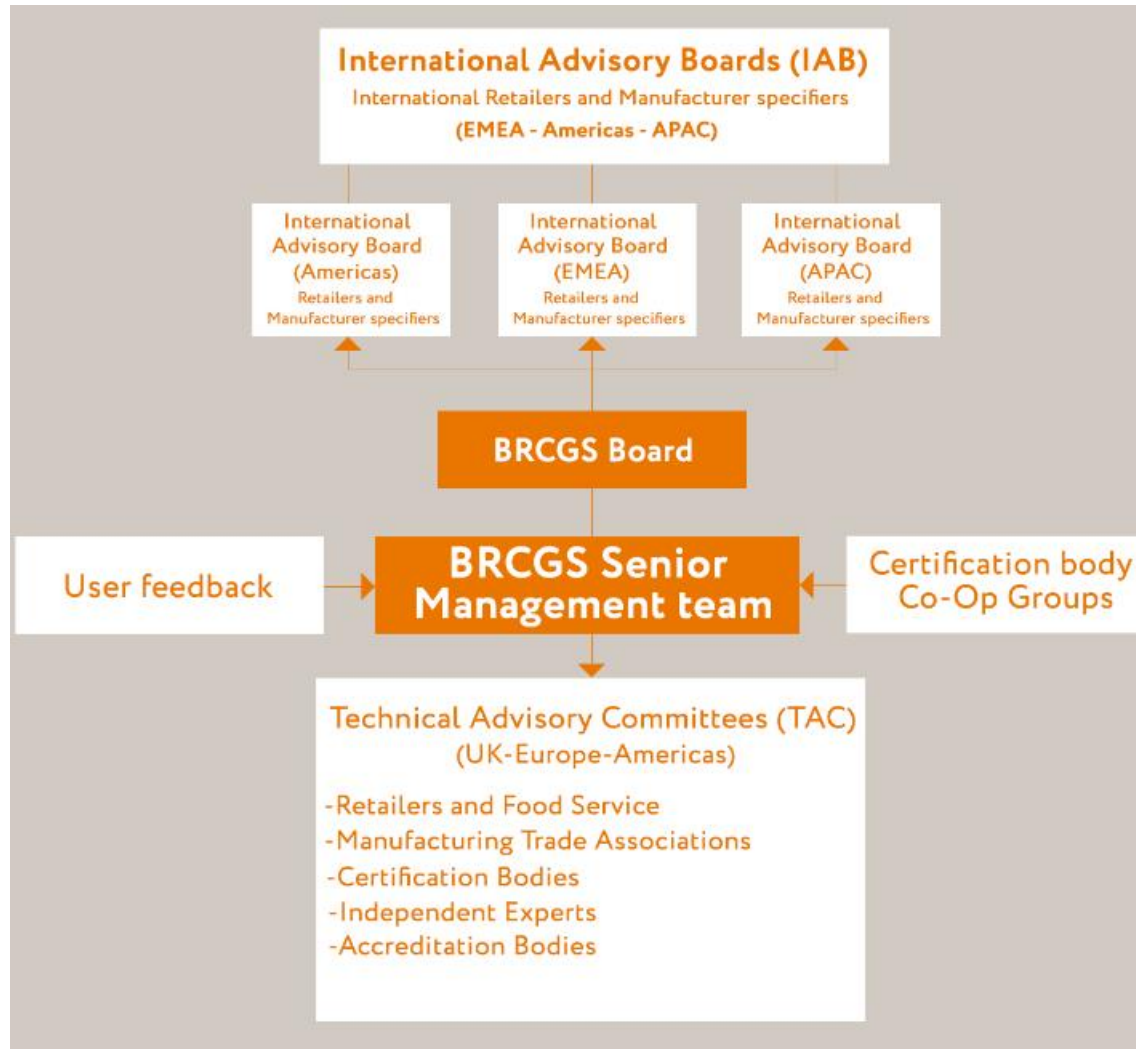 International Advisory Boards (IAB)
International Retailers and Manufacturer specifiers
(EMEA - Americas - APAC)
International
Advisory Board
(Americas)
Retailers and
Manufacturer specifiers
International
Advisory Board
(EMEA)
Retailers and
Manufacturer specifiers
International
Advisory Board
(APAC)
Retailers and
Manufacturer specifiers
BRCGS Board
User feedback
BRCGS Senior
Management team
Certification body
Co-Op Groups
Technical Advisory Committees (TAC)
(UK-Europe-Americas)
-Retailers and Food Service
-Manufacturing Trade Associations
-Certification Bodies
-Independent Experts
-Accreditation Bodies